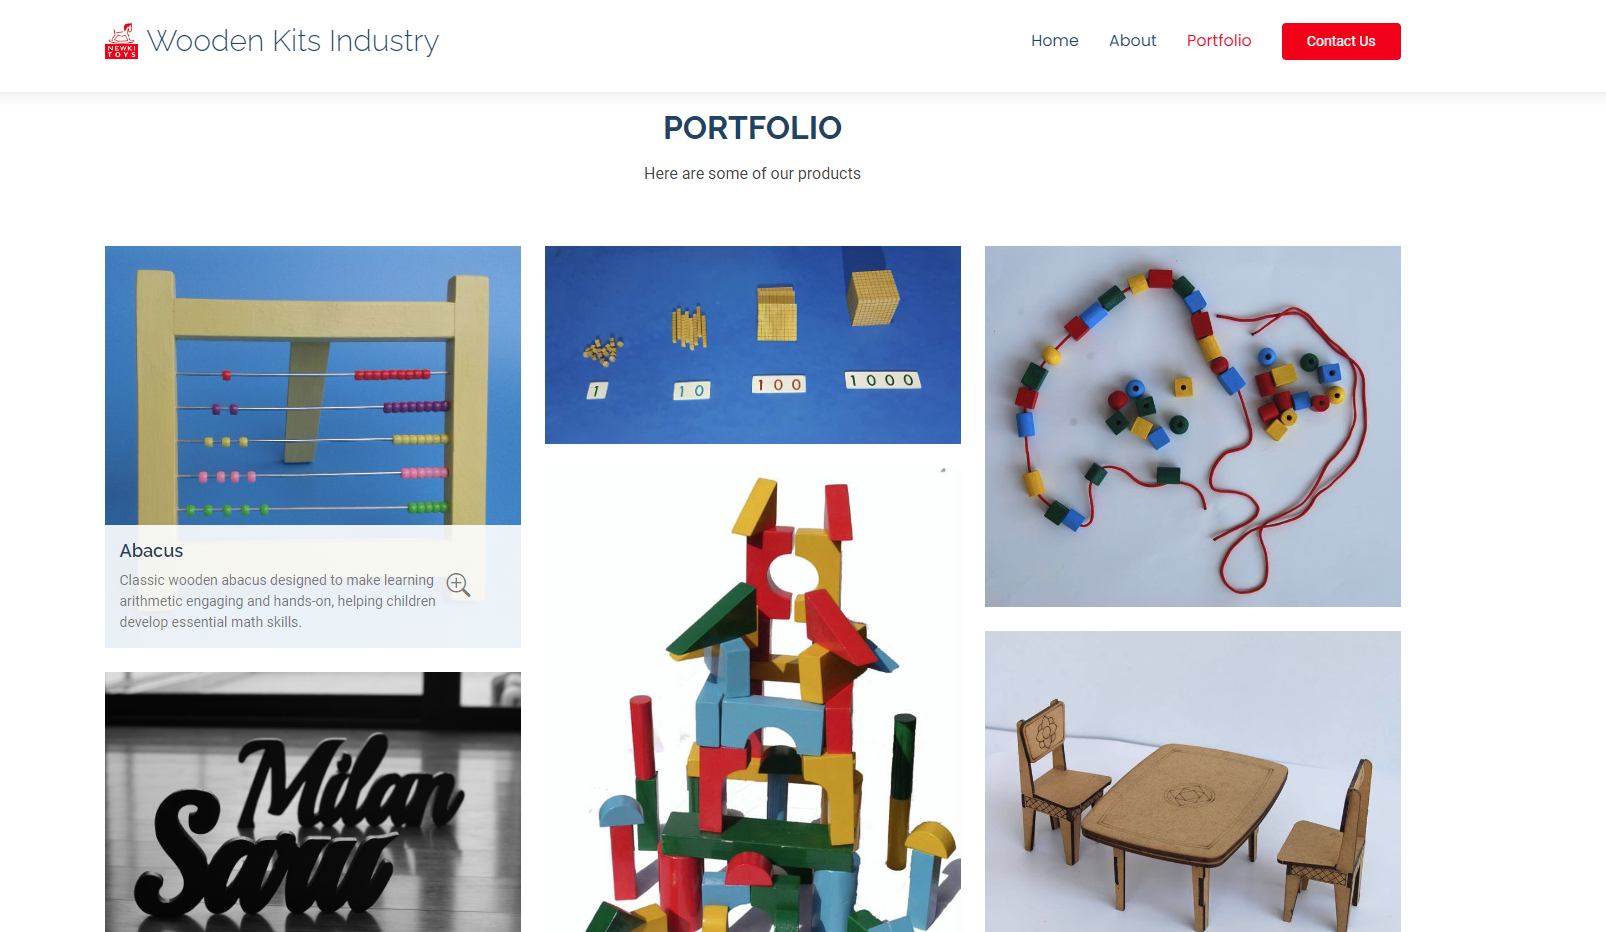 NEWKI
TOYS
Wooden Kits Industry
Home
About
Portfolio
Contact Us
PORTFOLIO
Here are some of our products
1
10
100
1000
Abacus
Classic wooden abacus designed to make learning
arithmetic engaging and hands-on, helping children
develop essential math skills.
Milan
Saru